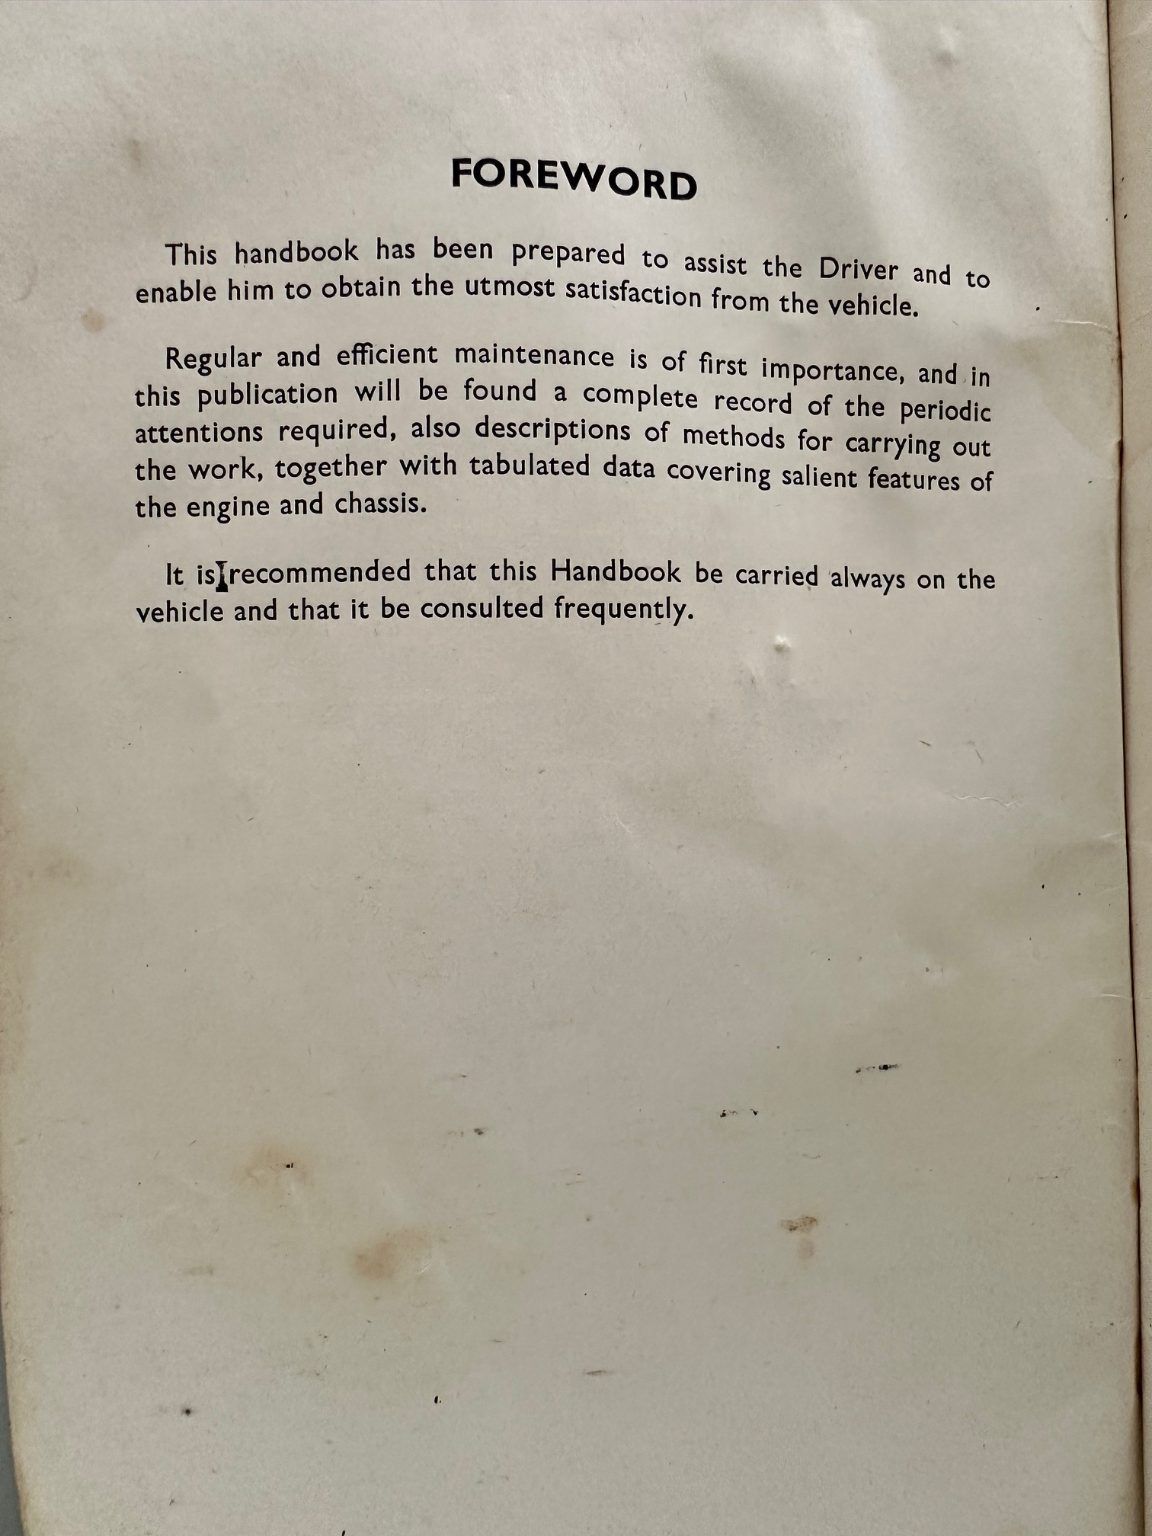 FOREWORD
This handbook has been prepared to assist the Driver and to
enable him to obtain the utmost satisfaction from the vehicle.
Regular and efficient maintenance is of first importance, and in
this publication will be found a complete record of the periodic
attentions required, also descriptions of methods for carrying out
the work, together with tabulated data covering salient features of
the engine and chassis.
It is recommended that this Handbook be carried always on the
vehicle and that it be consulted frequently.